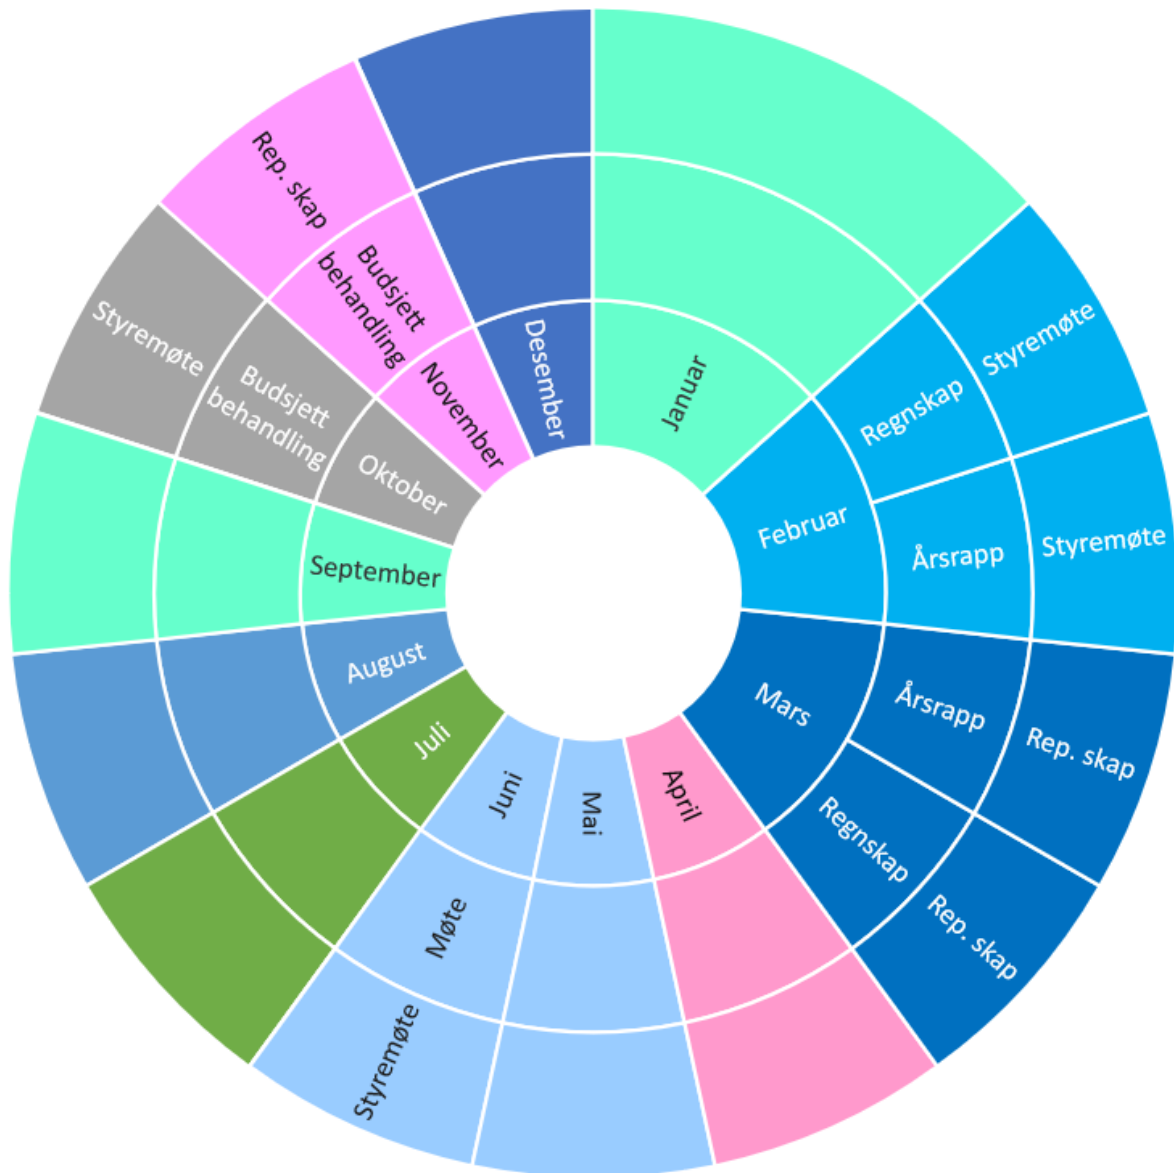 Januar
Februar
Regnskap
Styremøte
Årsrapp
Styremøte
Mars
Årsrapp
Rep. skap
Regnskap
Rep. skap
April
Mai
Juni
Møte
Styremøte
Juli
August
September
Oktober
Budsjett
behandling
Styremøte
November
Budsjett
behandling
Rep. skap
Desember